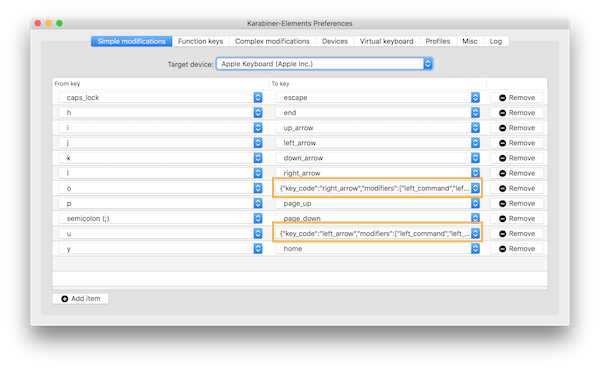 Karabiner-Elements Preferences
Simple modifications Function keys Complex modifications Devices Virtual keyboard Profiles Misc Log
Target device: Apple Keyboard (Apple Inc.)
From key To key
caps_lock escape Remove
h end Remove
i up_arrow Remove
j left_arrow Remove
k down_arrow Remove
l right_arrow Remove
o {"key_code":"right_arrow","modifiers":["left_command","lef... Remove
p page_up Remove
semicolon (;) page_down Remove
u {"key_code":"left_arrow","modifiers":["left_command","left_... Remove
y home Remove
Add item